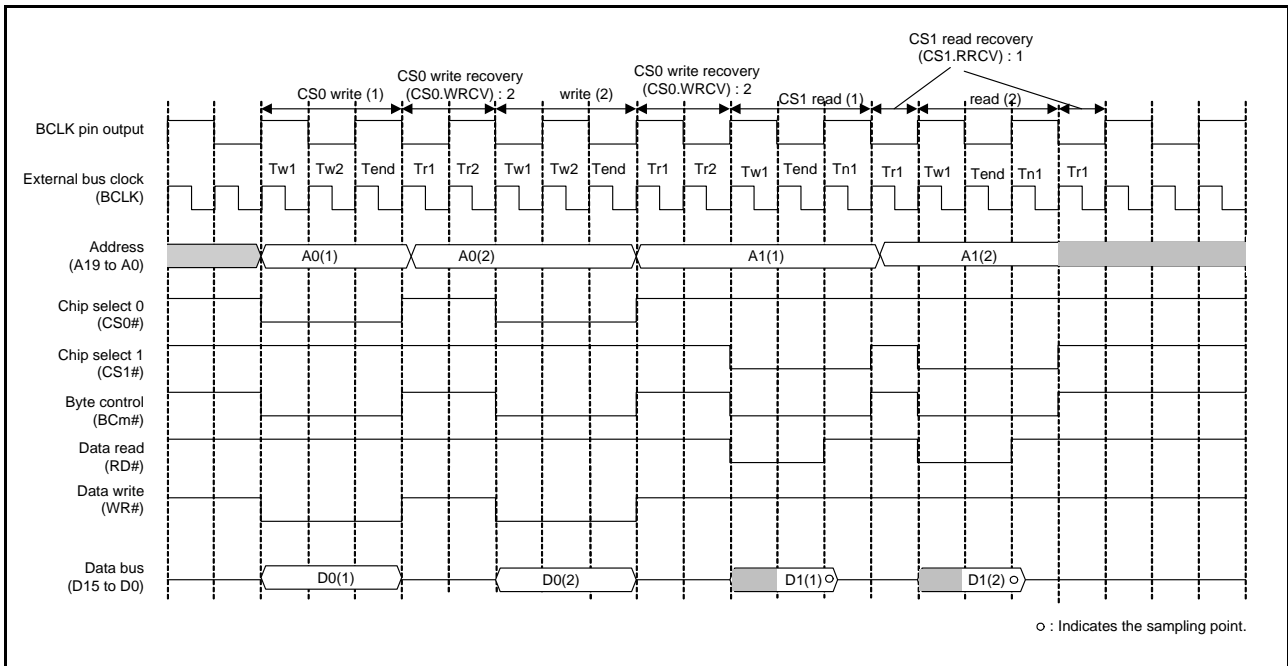 CS1 read recovery
(CS1.RRCV) : 1
CS0 write recovery
(CS0.WRCV) : 2
CS0 write recovery
(CS0.WRCV) : 2
CS0 write (1)
write (2)
CS1 read (1)
read (2)
BCLK pin output
Tw1 Tw2 Tend Tr1 Tr2 Tw1 Tw2 Tend Tr1 Tr2 Tw1 Tend Tn1 Tr1 Tw1 Tend Tn1 Tr1
External bus clock
(BCLK)
Address
(A19 to A0)
A0(1) A0(2) A1(1) A1(2)
Chip select 0
(CS0#)
Chip select 1
(CS1#)
Byte control
(BCm#)
Data read
(RD#)
Data write
(WR#)
Data bus
(D15 to D0)
D0(1) D0(2) D1(1) D1(2)
o : Indicates the sampling point.